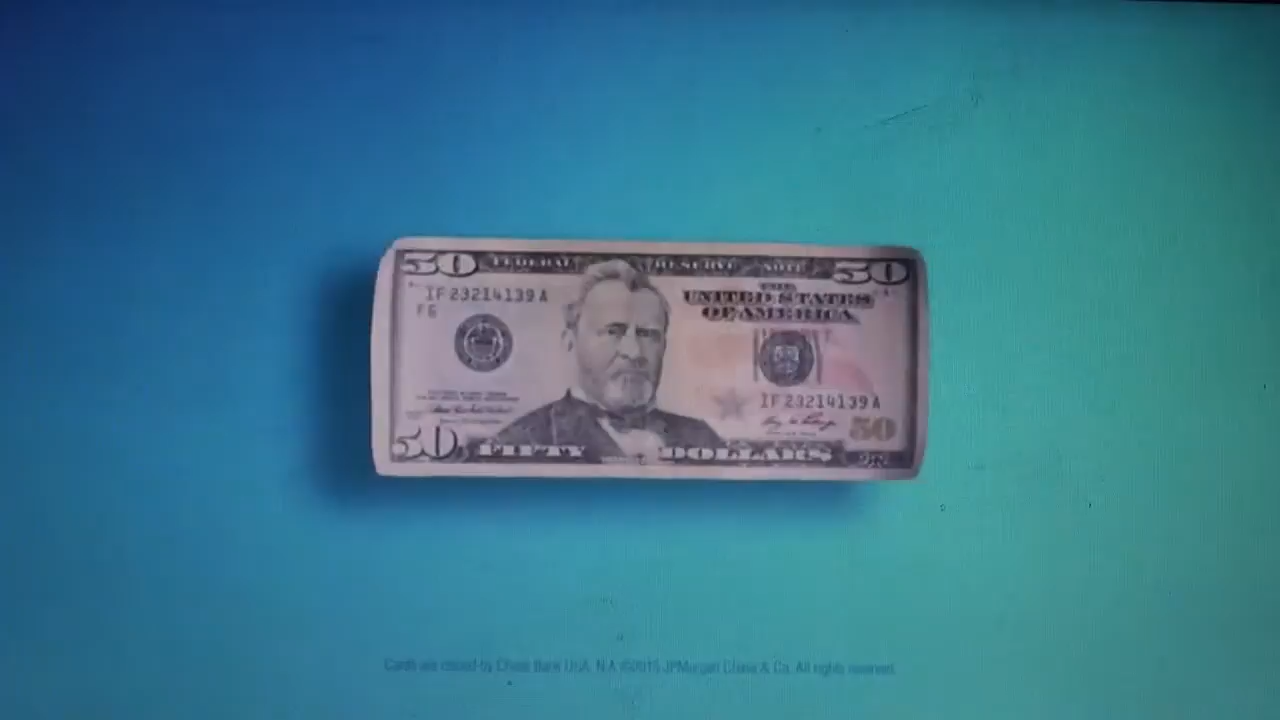 50 FEDERAL RESERVE NOTE 50
IF 23214139 A
F6
THE
UNITED STATES
OF AMERICA
IF 23214139 A
50
50 FIFTY DOLLARS
Cards are issued by Chase Bank USA, N.A. ©2015 JPMorgan Chase & Co. All rights reserved.